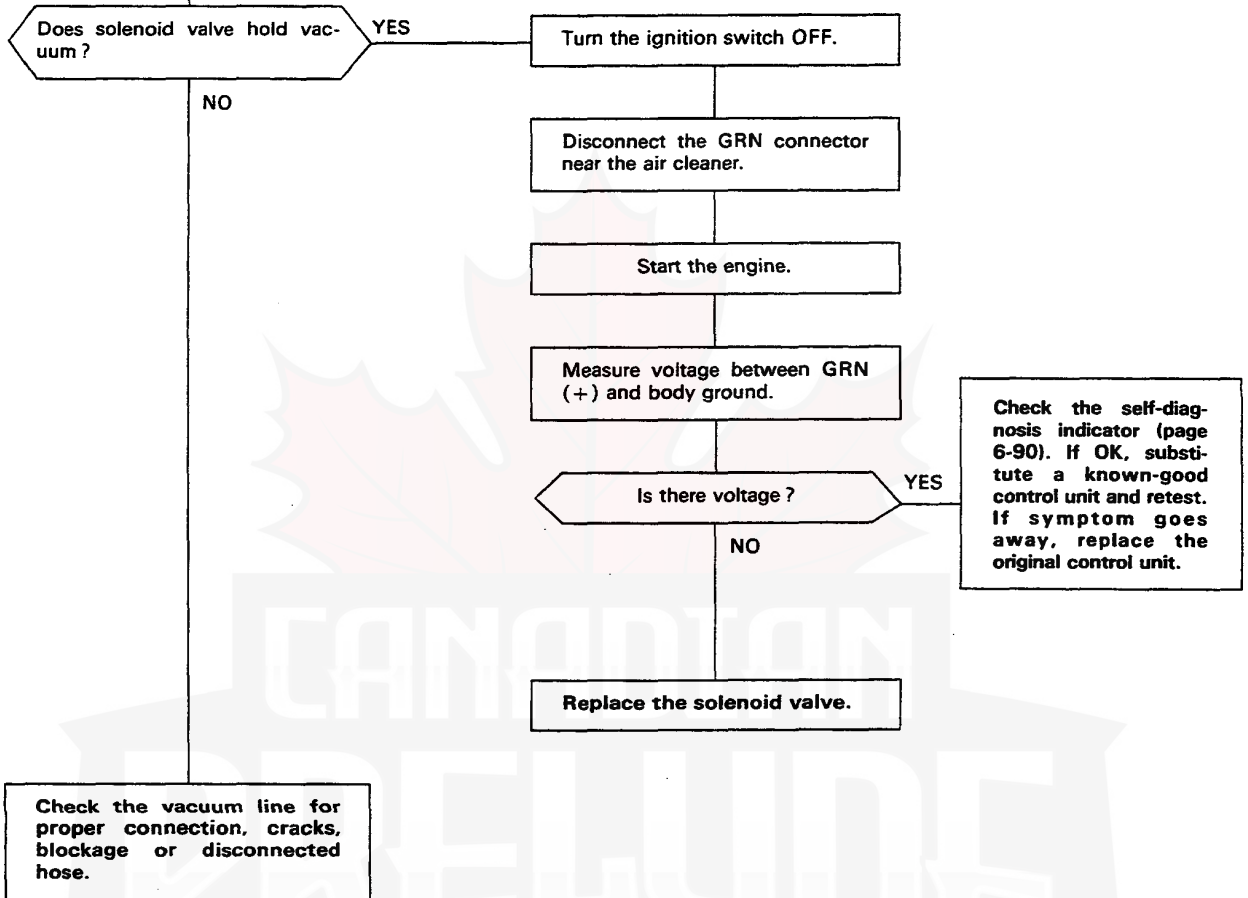 Does solenoid valve hold vac-
uum ?
YES
NO
Turn the ignition switch OFF.
Disconnect the GRN connector
near the air cleaner.
Start the engine.
Measure voltage between GRN
(+) and body ground.
Is there voltage ?
YES
NO
Check the self-diag-
nosis indicator (page
6-90). If OK, substi-
tute a known-good
control unit and retest.
If symptom goes
away, replace the
original control unit.
Replace the solenoid valve.
Check the vacuum line for
proper connection, cracks,
blockage or disconnected
hose.
CANADIAN
PRELUDE